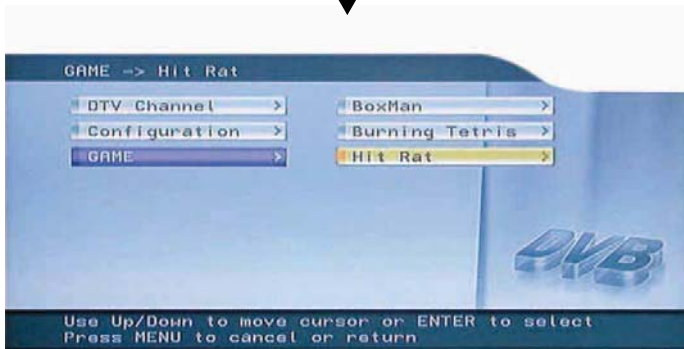 GAME -> Hit Rat
DTV Channel >
BoxMan >
Configuration >
Burning Tetris >
GAME >
Hit Rat >
DVB
Use Up/Down to move cursor or ENTER to select
Press MENU to cancel or return